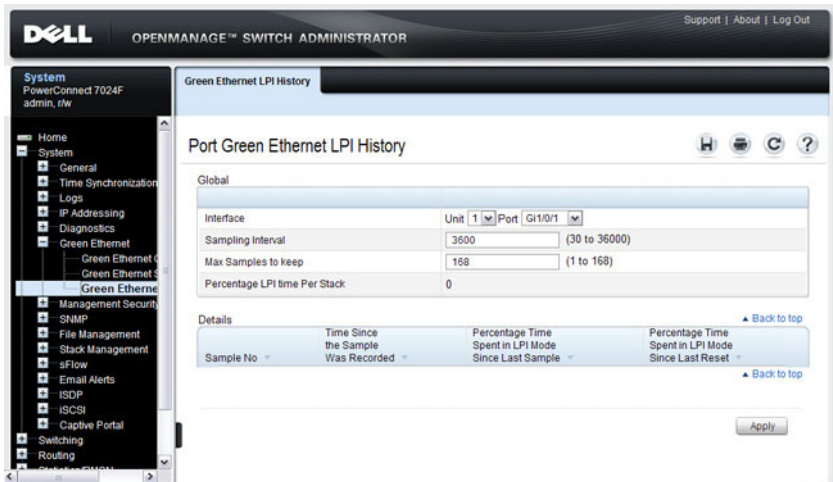 Support | About | Log Out
DELL
OPENMANAGE™ SWITCH ADMINISTRATOR
System
PowerConnect 7024F
admin, r/w
Green Ethernet LPI History
Home
System
General
Time Synchronization
Logs
IP Addressing
Diagnostics
Green Ethernet
Green Ethernet
Green Ethernet S
Green Etherne
Management Security
SNMP
File Management
Stack Management
sFlow
Email Alerts
ISDP
iSCSI
Captive Portal
Switching
Routing
Port Green Ethernet LPI History
Global
Interface Unit 1 Port Gi1/0/1
Sampling Interval 3600 (30 to 36000)
Max Samples to keep 168 (1 to 168)
Percentage LPI time Per Stack 0
Details
Back to top
Sample No
Time Since
the Sample
Was Recorded
Percentage Time
Spent in LPI Mode
Since Last Sample
Percentage Time
Spent in LPI Mode
Since Last Reset
Back to top
Apply